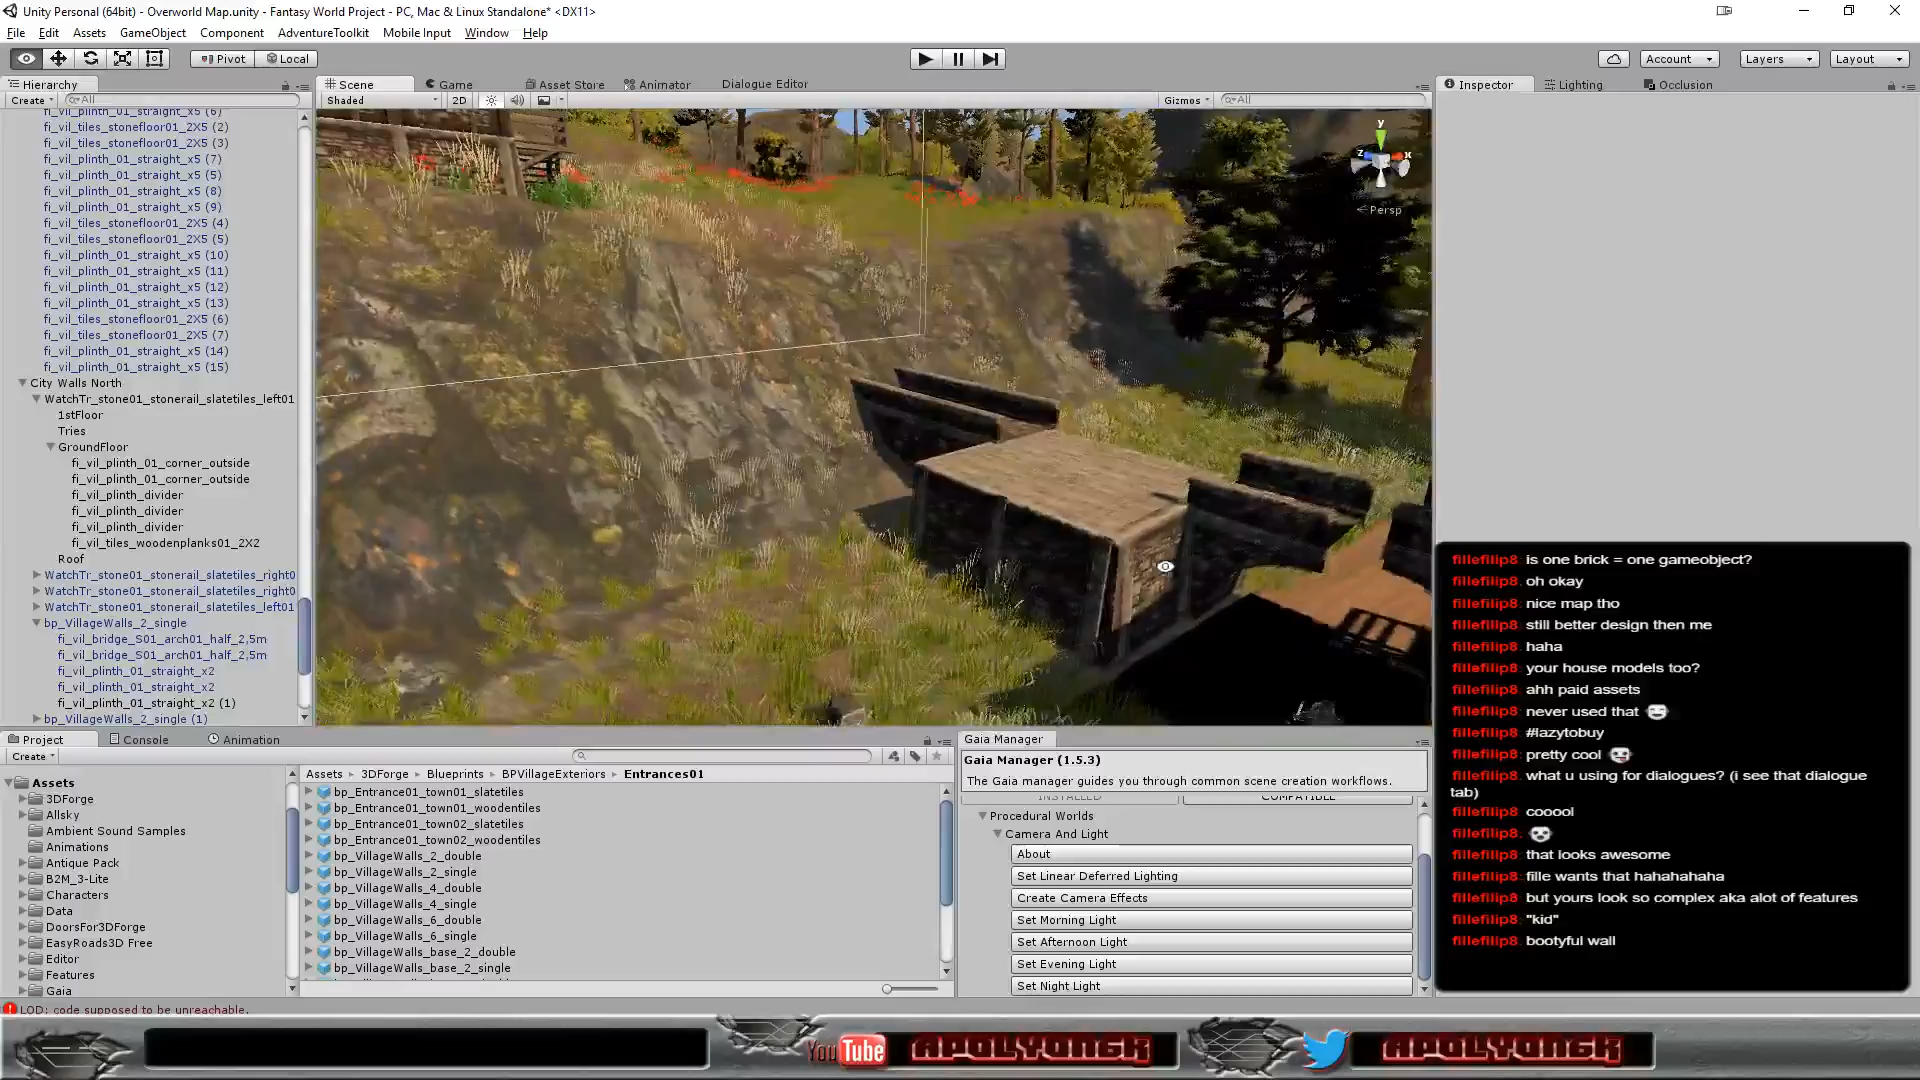 Unity Personal (64bit) - Overworld Map.unity - Fantasy World Project - PC, Mac & Linux Standalone* <DX11>
File Edit Assets GameObject Component AdventureToolkit Mobile Input Window Help
Pivot Local Account Layers Layout
Hierarchy Scene Game Asset Store Animator Dialogue Editor Inspector Lighting Occlusion
Create All Shaded 2D Gizmos All
fi_vil_plinth_01_straight_x5 (6)
fi_vil_tiles_stonefloor01_2X5 (2)
fi_vil_tiles_stonefloor01_2X5 (3)
fi_vil_plinth_01_straight_x5 (7)
fi_vil_plinth_01_straight_x5 (5)
fi_vil_plinth_01_straight_x5 (8)
fi_vil_plinth_01_straight_x5 (9)
fi_vil_tiles_stonefloor01_2X5 (4)
fi_vil_tiles_stonefloor01_2X5 (5)
fi_vil_plinth_01_straight_x5 (10)
fi_vil_plinth_01_straight_x5 (11)
fi_vil_plinth_01_straight_x5 (12)
fi_vil_plinth_01_straight_x5 (13)
fi_vil_tiles_stonefloor01_2X5 (6)
fi_vil_tiles_stonefloor01_2X5 (7)
fi_vil_plinth_01_straight_x5 (14)
fi_vil_plinth_01_straight_x5 (15)
City Walls North
WatchTr_stone01_stonerail_slatetiles_left01
1stFloor
Tries
GroundFloor
fi_vil_plinth_01_corner_outside
fi_vil_plinth_01_corner_outside
fi_vil_plinth_divider
fi_vil_plinth_divider
fi_vil_plinth_divider
fi_vil_tiles_woodenplanks01_2X2
Roof
WatchTr_stone01_stonerail_slatetiles_right0
WatchTr_stone01_stonerail_slatetiles_right0
WatchTr_stone01_stonerail_slatetiles_left01
bp_VillageWalls_2_single
fi_vil_bridge_S01_arch01_half_2,5m
fi_vil_bridge_S01_arch01_half_2,5m
fi_vil_plinth_01_straight_x2
fi_vil_plinth_01_straight_x2
fi_vil_plinth_01_straight_x2 (1)
bp_VillageWalls_2_single (1)
y
z x
Persp
fillefilip8: is one brick = one gameobject?
fillefilip8: oh okay
fillefilip8: nice map tho
fillefilip8: still better design then me
fillefilip8: haha
fillefilip8: your house models too?
fillefilip8: ahh paid assets
fillefilip8: never used that
fillefilip8: #lazytobuy
fillefilip8: pretty cool
fillefilip8: what u using for dialogues? (i see that dialogue
tab)
fillefilip8: cooool
fillefilip8:
fillefilip8: that looks awesome
fillefilip8: fille wants that hahahahaha
fillefilip8: but yours look so complex aka alot of features
fillefilip8: "kid"
fillefilip8: bootyful wall
Project Console Animation
Create
Assets
3DForge
Allsky
Ambient Sound Samples
Animations
Antique Pack
B2M_3-Lite
Characters
Data
DoorsFor3DForge
EasyRoads3D Free
Editor
Features
Gaia
Assets 3DForge Blueprints BPVillageExteriors Entrances01
bp_Entrance01_town01_slatetiles
bp_Entrance01_town01_woodentiles
bp_Entrance01_town02_slatetiles
bp_Entrance01_town02_woodentiles
bp_VillageWalls_2_double
bp_VillageWalls_2_single
bp_VillageWalls_4_double
bp_VillageWalls_4_single
bp_VillageWalls_6_double
bp_VillageWalls_6_single
bp_VillageWalls_base_2_double
bp_VillageWalls_base_2_single
Gaia Manager
Gaia Manager (1.5.3)
The Gaia manager guides you through common scene creation workflows.
INSTALLED COMPATIBLE
Procedural Worlds
Camera And Light
About
Set Linear Deferred Lighting
Create Camera Effects
Set Morning Light
Set Afternoon Light
Set Evening Light
Set Night Light
LOD: code supposed to be unreachable.
YouTube APOLYONGK APOLYONGK